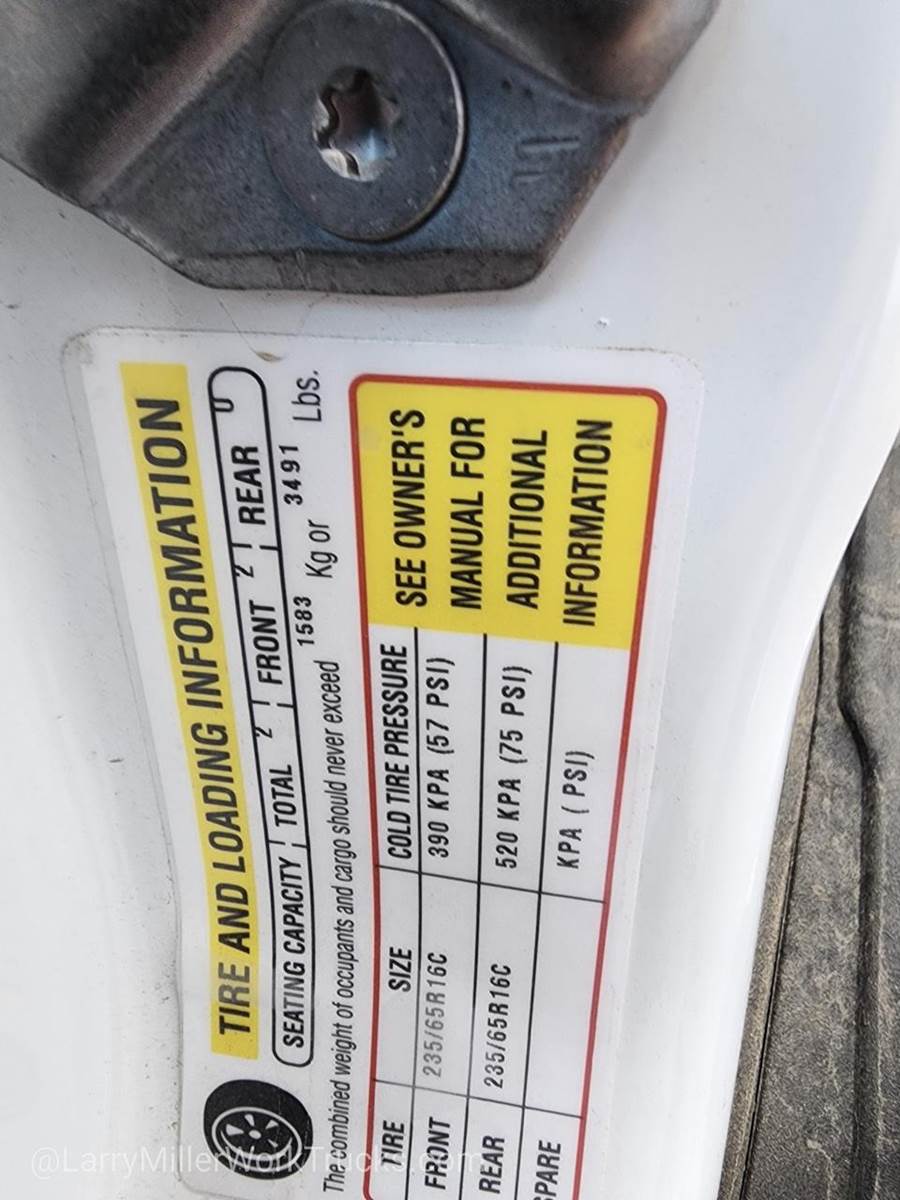 TIRE AND LOADING INFORMATION
SEATING CAPACITY TOTAL 2 FRONT 2 REAR 0
The combined weight of occupants and cargo should never exceed 1583 Kg or 3491 Lbs.
TIRE SIZE COLD TIRE PRESSURE
FRONT 235/65R16C 390 KPA (57 PSI)
REAR 235/65R16C 520 KPA (75 PSI)
SPARE KPA ( PSI)
SEE OWNER'S
MANUAL FOR
ADDITIONAL
INFORMATION
@LarryMillerWorkTrucks.com